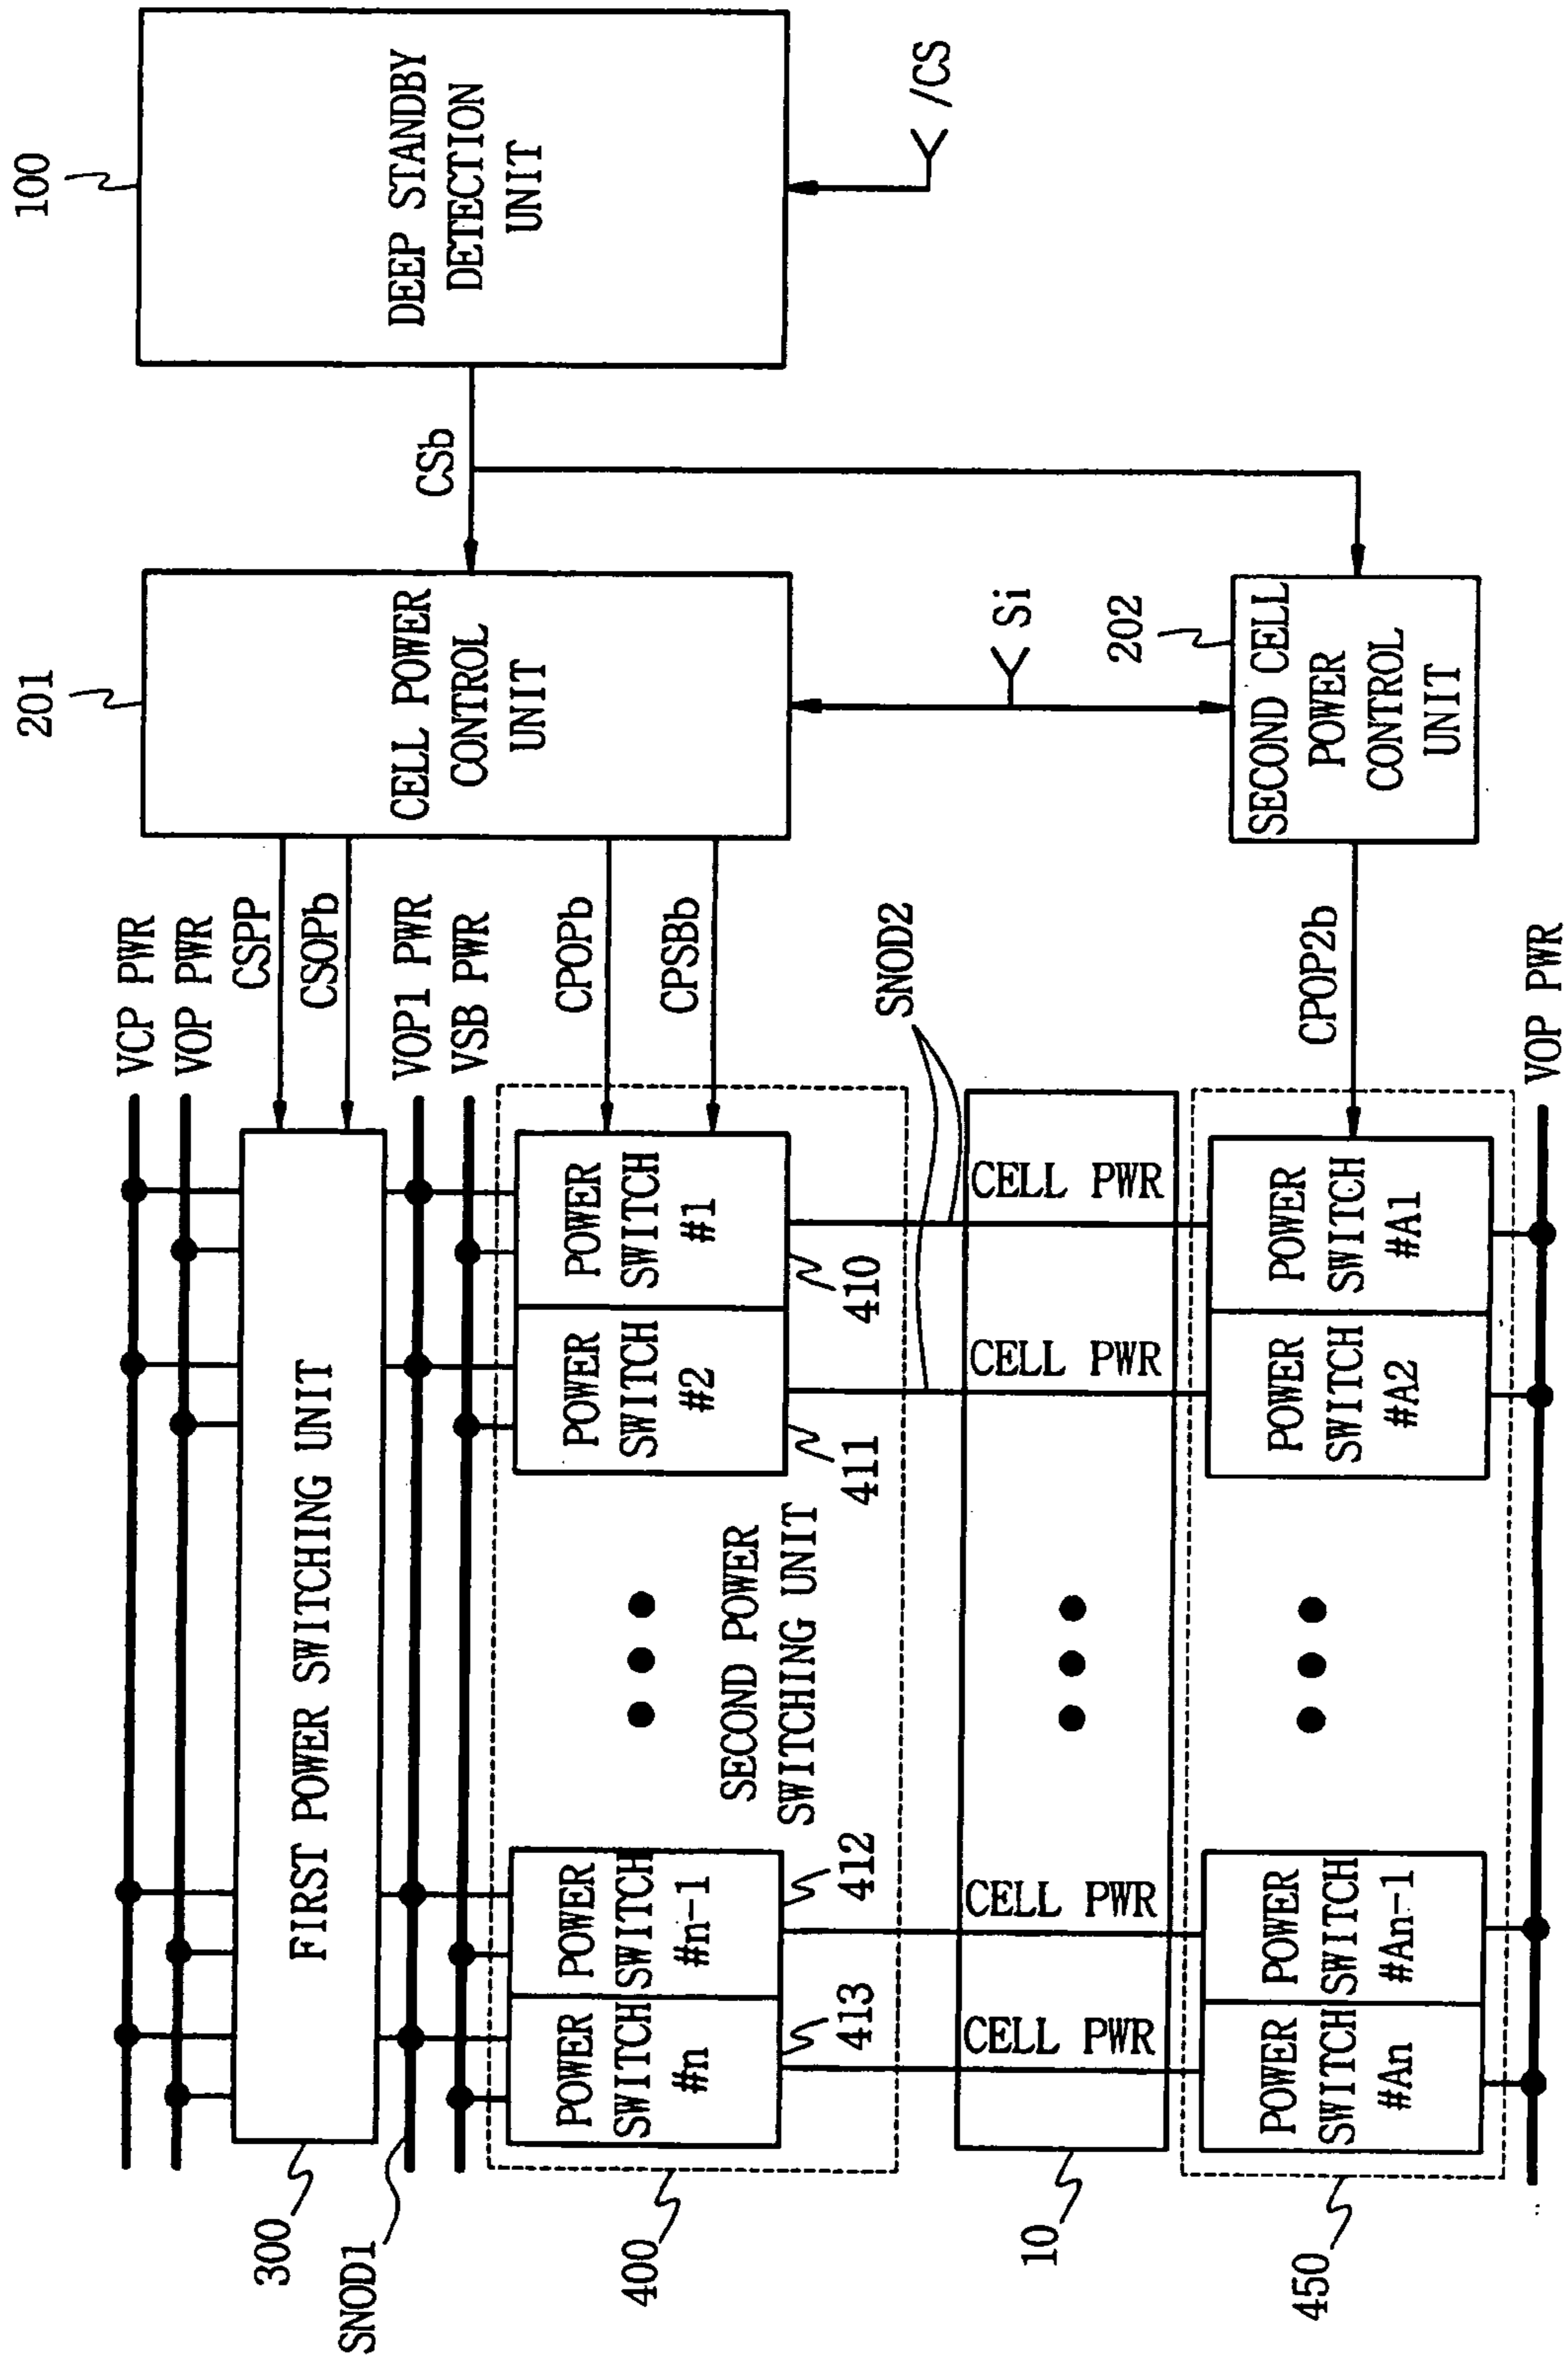 100
DEEP STANDBY
DETECTION
UNIT
/CS
CSb
201
CELL POWER
CONTROL
UNIT
Si
202
SECOND CELL
POWER
CONTROL
UNIT
VCP PWR
VOP PWR
CSPP
CSOPb
VOP1 PWR
VSB PWR
CPOPb
CPSBb
SNOD2
CPOP2b
VOP PWR
FIRST POWER SWITCHING UNIT
POWER
SWITCH
#1
410
POWER
SWITCH
#2
411
SECOND POWER
SWITCHING UNIT
POWER
SWITCH
#n-1
412
POWER
SWITCH
#n
413
CELL PWR
CELL PWR
CELL PWR
CELL PWR
POWER
SWITCH
#A1
POWER
SWITCH
#A2
POWER
SWITCH
#An-1
POWER
SWITCH
#An
300
SNOD1
400
10
450